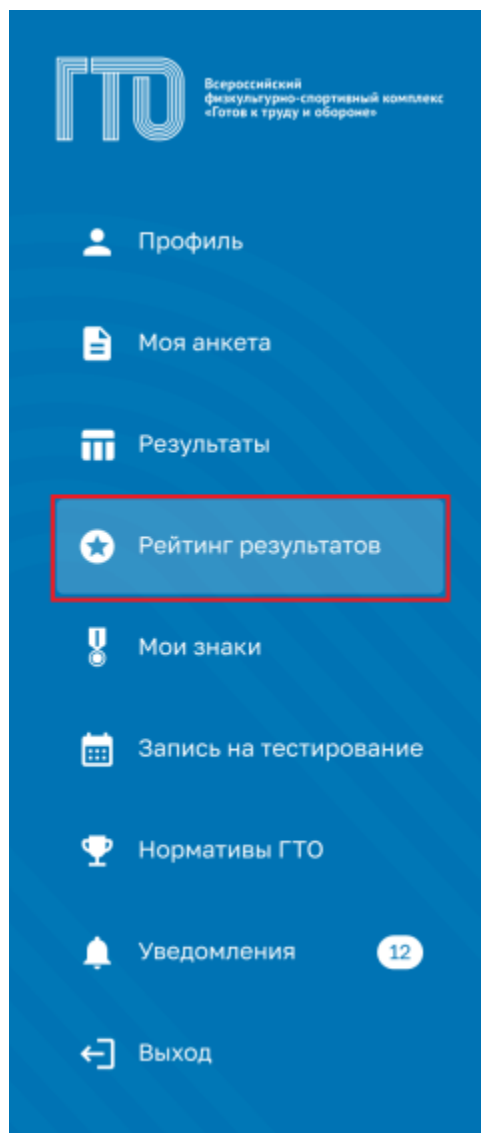 ГТО
Всероссийский
физкультурно-спортивный комплекс
«Готов к труду и обороне»
Профиль
Моя анкета
Результаты
Рейтинг результатов
Мои знаки
Запись на тестирование
Нормативы ГТО
Уведомления 12
Выход